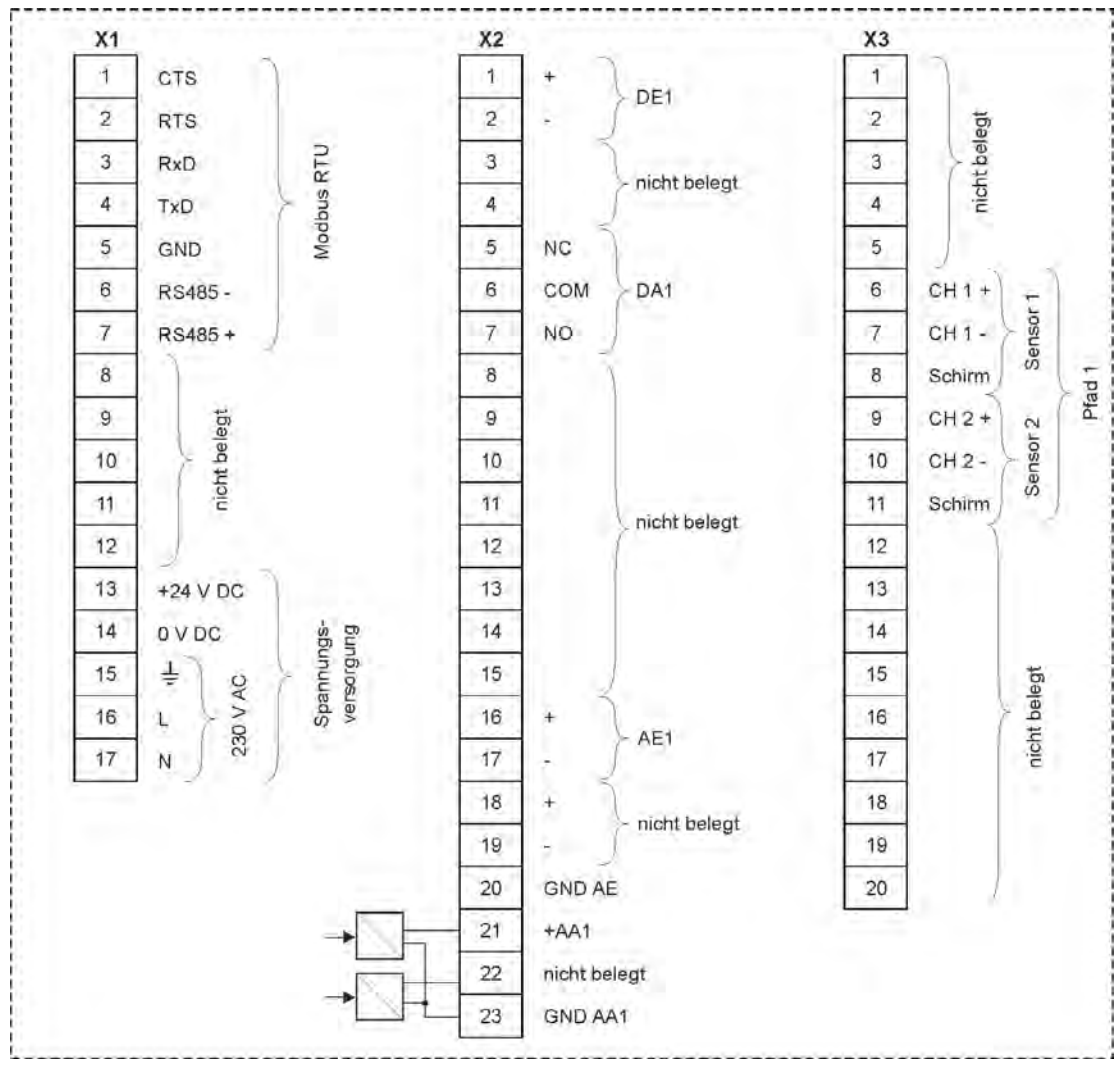 X1
1 CTS
2 RTS
3 RxD
4 TxD
5 GND
6 RS485 -
7 RS485 +
Modbus RTU
8
9
10
11
12
nicht belegt
13 +24 V DC
14 0 V DC
15
16 L
17 N
230 V AC
Spannungs-
versorgung
X2
1 +
2 -
DE1
3
4
nicht belegt
5 NC
6 COM
7 NO
DA1
8
9
10
11
12
13
14
15
nicht belegt
16 +
17 -
AE1
18 +
19 -
nicht belegt
20 GND AE
21 +AA1
22 nicht belegt
23 GND AA1
X3
1
2
3
4
5
nicht belegt
6 CH 1 +
7 CH 1 -
8 Schirm
Sensor 1
9 CH 2 +
10 CH 2 -
11 Schirm
Sensor 2
Pfad 1
12
13
14
15
16
17
18
19
20
nicht belegt